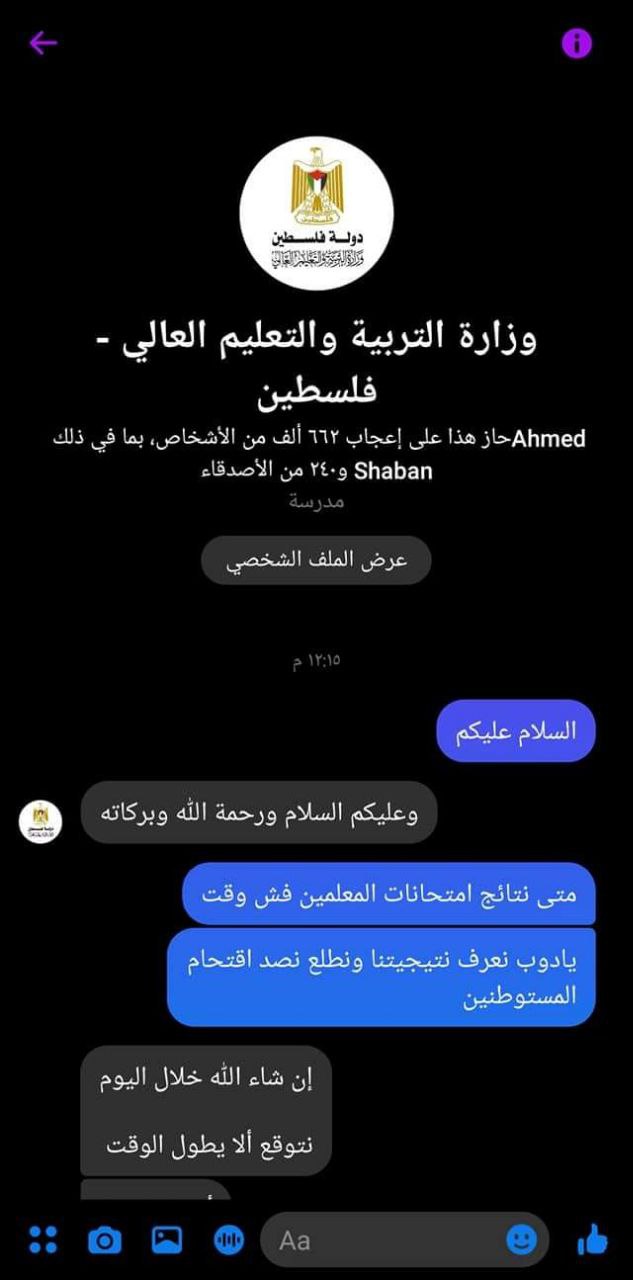 دولة فلسطين
وزارة التربية والتعليم العالي
وزارة التربية والتعليم العالي -
فلسطين
حاز هذا على إعجاب ٦٦٢ ألف من الأشخاص، بما في ذلك Ahmed
Shaban و٢٤٠ من الأصدقاء
مدرسة
عرض الملف الشخصي
١٢:١٥ م
السلام عليكم
وعليكم السلام ورحمة الله وبركاته
متى نتائج امتحانات المعلمين فش وقت
يادوب نعرف نتيجيتنا ونطلع نصد اقتحام
المستوطنين
إن شاء الله خلال اليوم
نتوقع ألا يطول الوقت
Aa